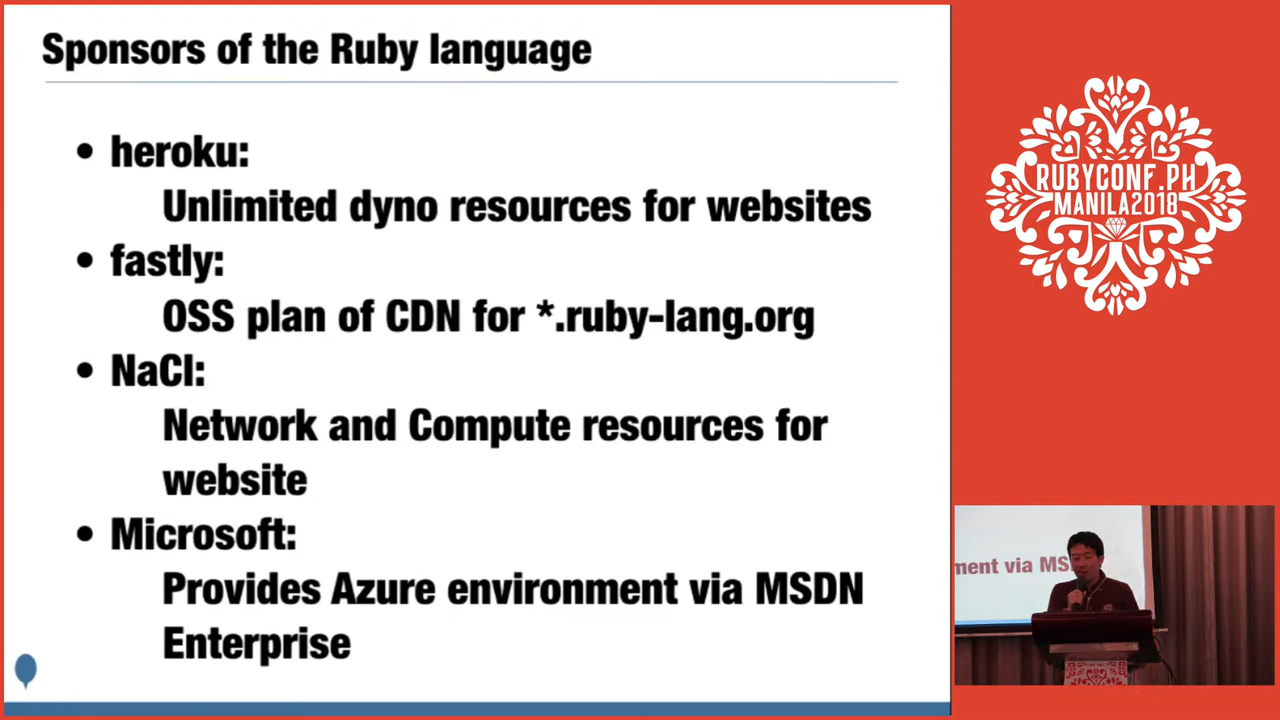 Sponsors of the Ruby language
• heroku:
Unlimited dyno resources for websites
• fastly:
OSS plan of CDN for *.ruby-lang.org
• NaCl:
Network and Compute resources for
website
• Microsoft:
Provides Azure environment via MSDN
Enterprise
RUBYCONF.PH
MANILA2018
ment via MS